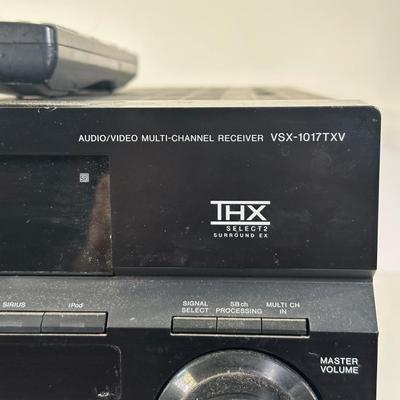 AUDIO/VIDEO MULTI-CHANNEL RECEIVER VSX-1017TXV
THX
SELECT2
SURROUND EX
SIRIUS
iPod
SIGNAL
SELECT
SBch
PROCESSING
MULTI CH
IN
MASTER
VOLUME